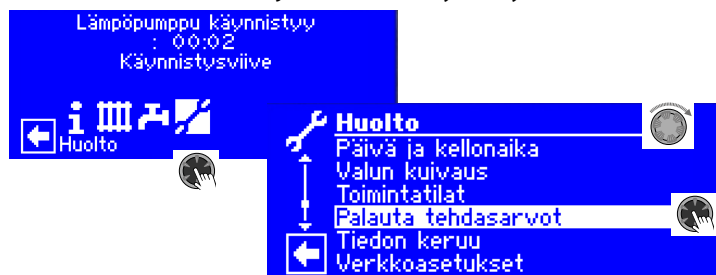 Lämpöpumppu käynnistyy
: 00:02
Käynnistysviive
Huolto
Huolto
Päivä ja kellonaika
Valun kuivaus
Toimintatilat
Palauta tehdasarvot
Tiedon keruu
Verkkoasetukset